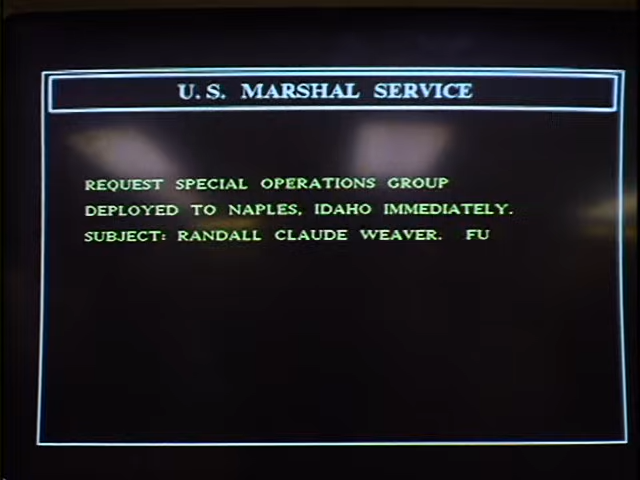 U.S. MARSHAL SERVICE
REQUEST SPECIAL OPERATIONS GROUP
DEPLOYED TO NAPLES, IDAHO IMMEDIATELY.
SUBJECT: RANDALL CLAUDE WEAVER. FU